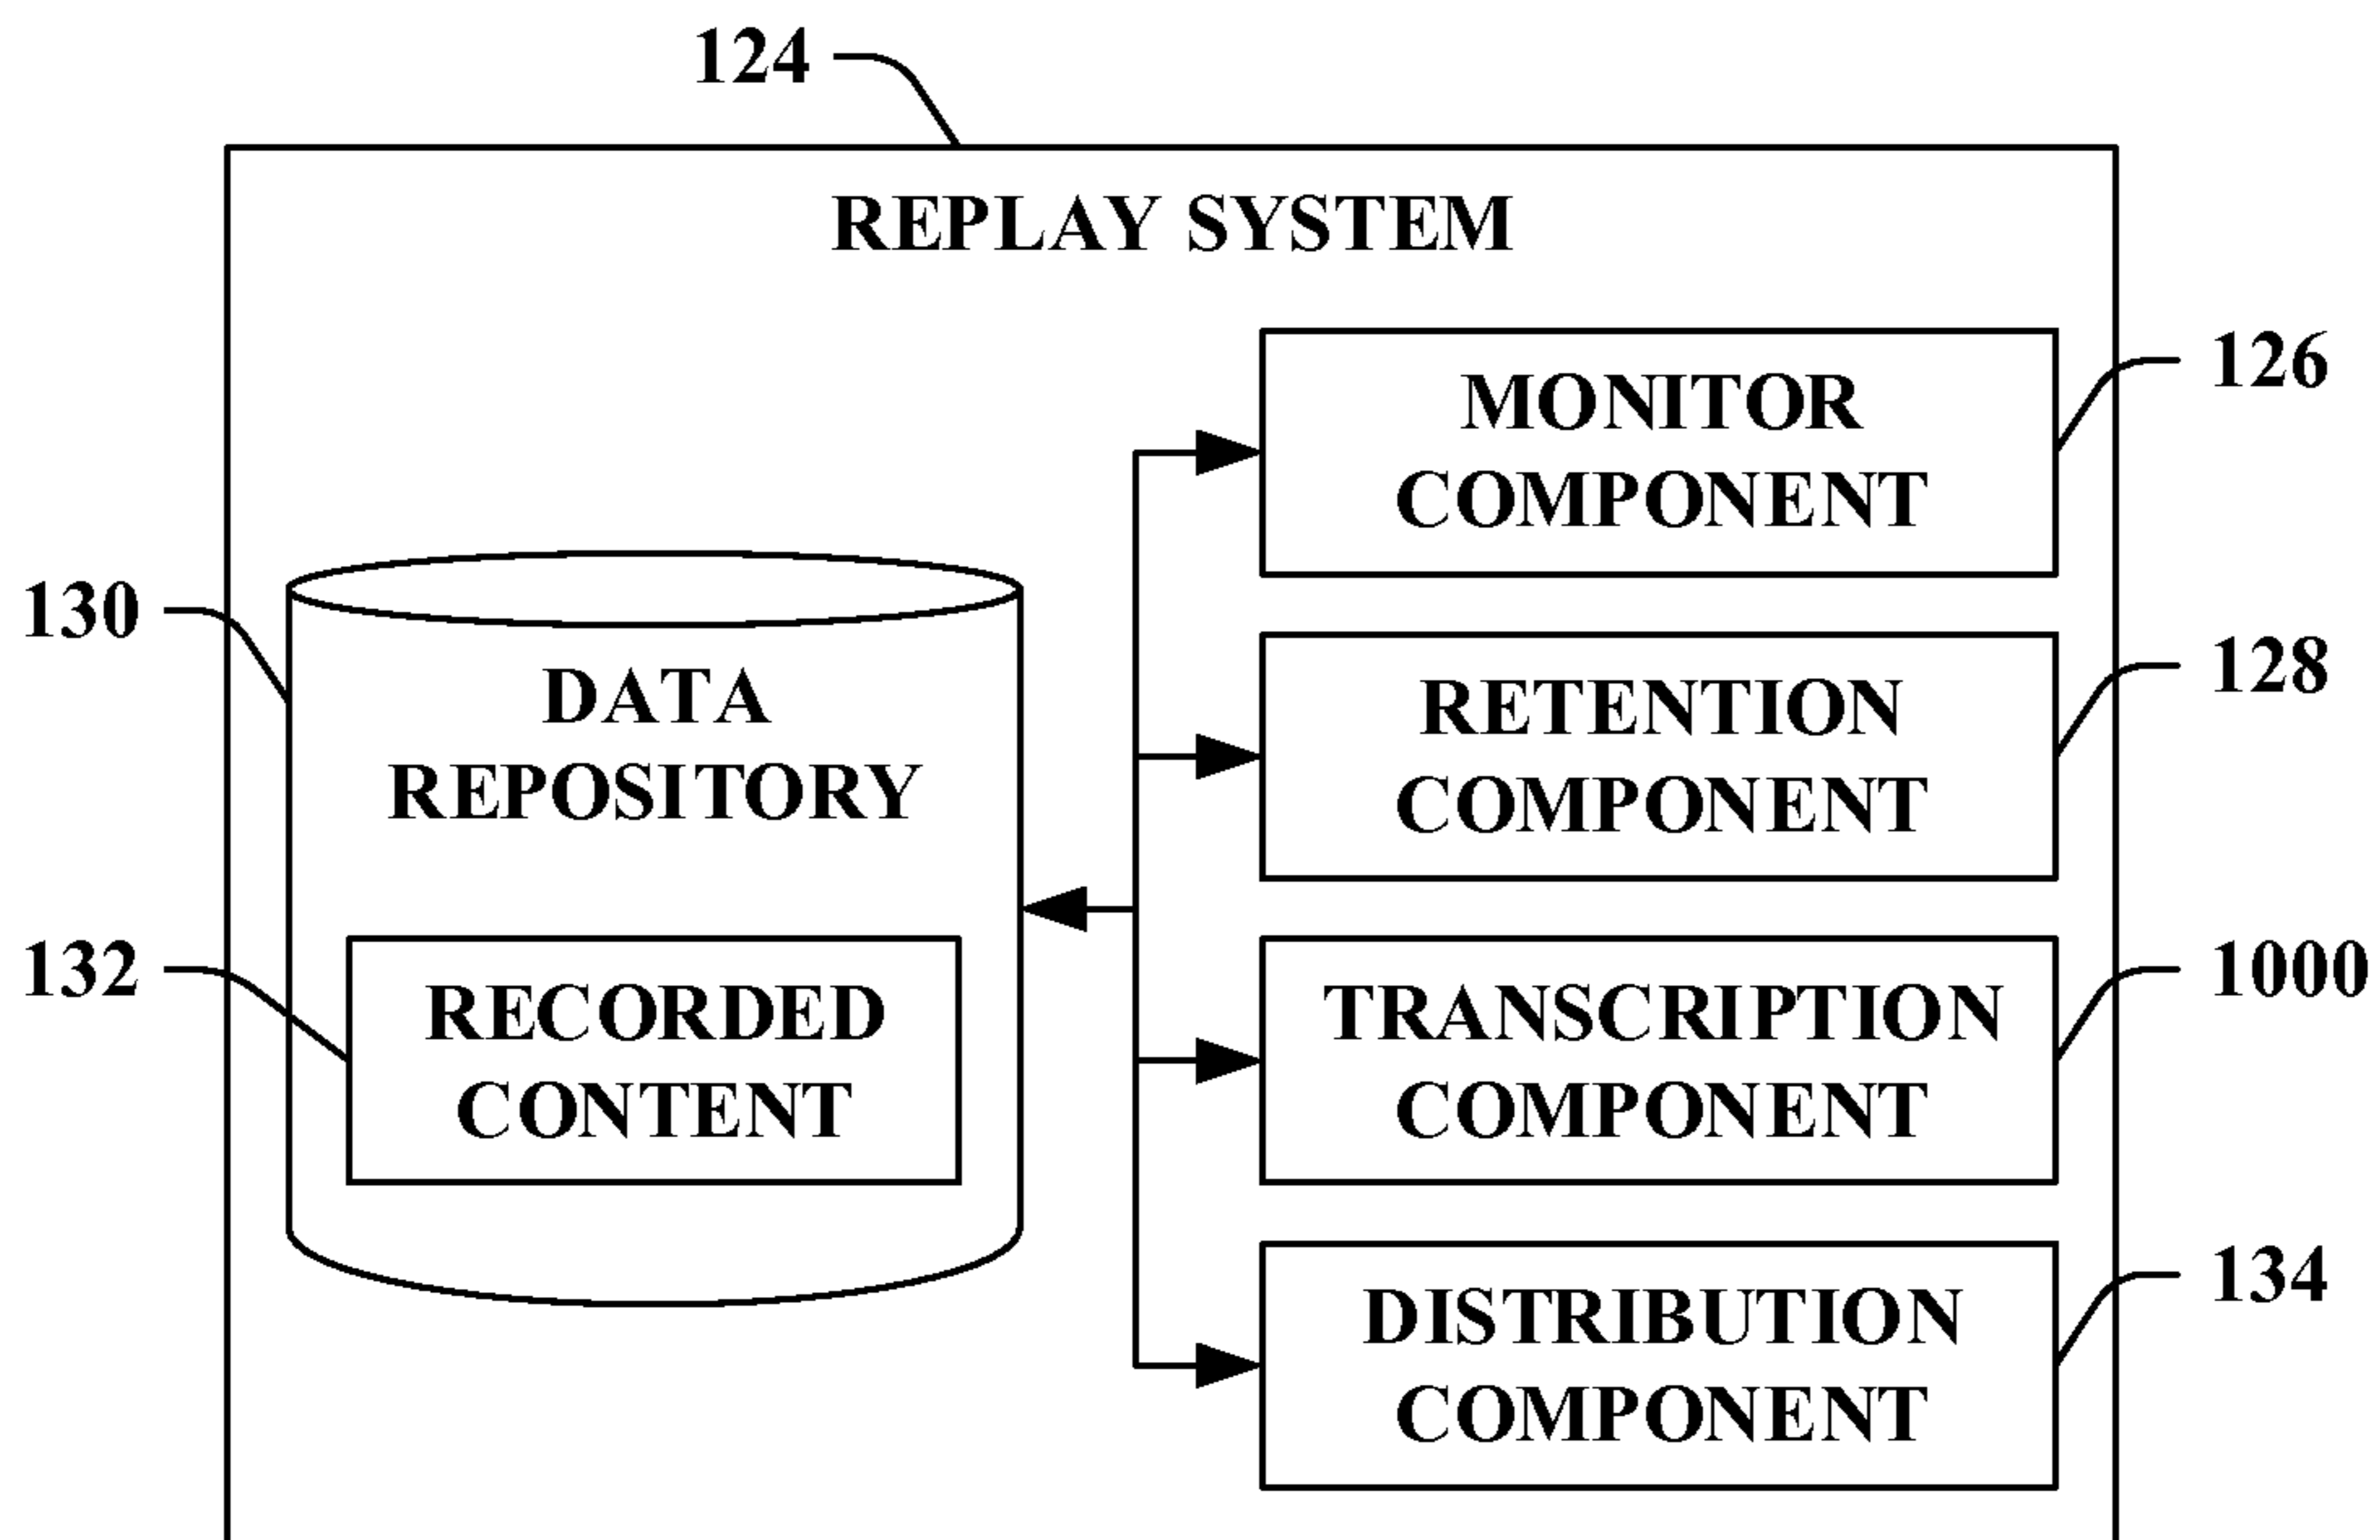 124
REPLAY SYSTEM
126
MONITOR
COMPONENT
130
DATA
REPOSITORY
128
RETENTION
COMPONENT
132
RECORDED
CONTENT
1000
TRANSCRIPTION
COMPONENT
134
DISTRIBUTION
COMPONENT